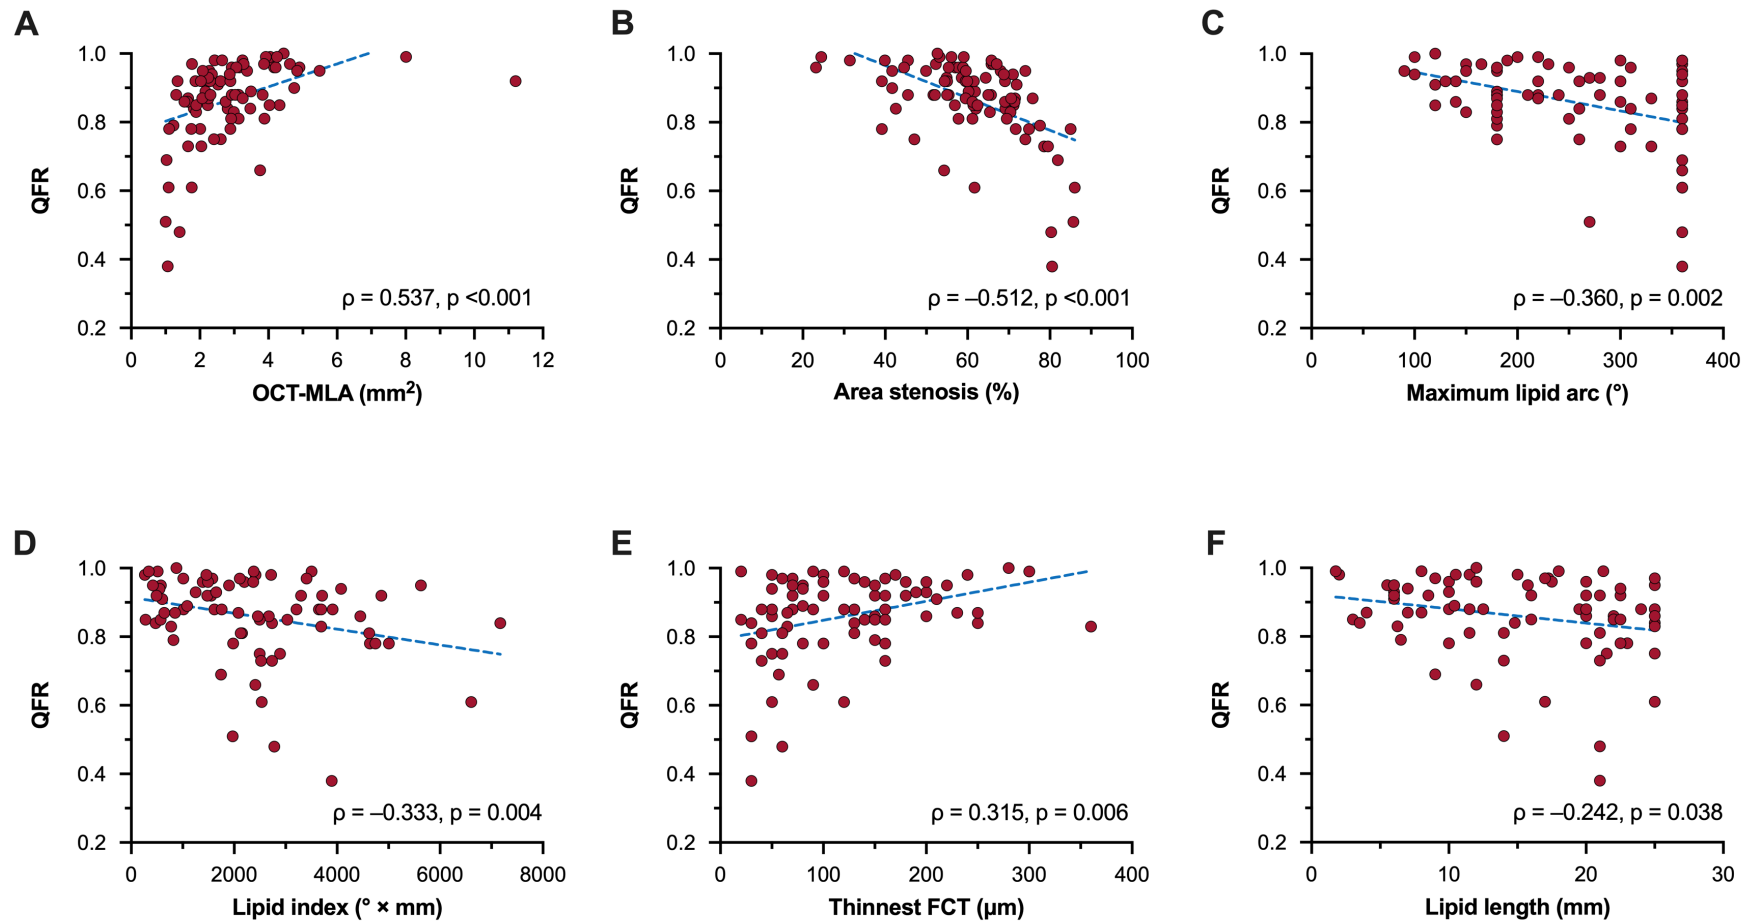 A
B
C
1.0
0.8
0.6
0.4
0.2
QFR
ρ = 0.537, p <0.001
0 2 4 6 8 10 12
OCT-MLA (mm²)
1.0
0.8
0.6
0.4
0.2
QFR
ρ = –0.512, p <0.001
0 20 40 60 80 100
Area stenosis (%)
1.0
0.8
0.6
0.4
0.2
QFR
ρ = –0.360, p = 0.002
0 100 200 300 400
Maximum lipid arc (°)
D
E
F
1.0
0.8
0.6
0.4
0.2
QFR
ρ = –0.333, p = 0.004
0 2000 4000 6000 8000
Lipid index (° × mm)
1.0
0.8
0.6
0.4
0.2
QFR
ρ = 0.315, p = 0.006
0 100 200 300 400
Thinnest FCT (μm)
1.0
0.8
0.6
0.4
0.2
QFR
ρ = –0.242, p = 0.038
0 10 20 30
Lipid length (mm)